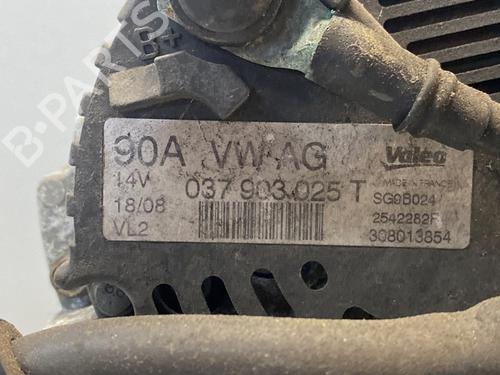 B+
B-PARTS
90A VW AG Valeo
14V 037 903 025 T MADE IN FRANCE
18/08 SG9B024
VL2 2542282F
308013854